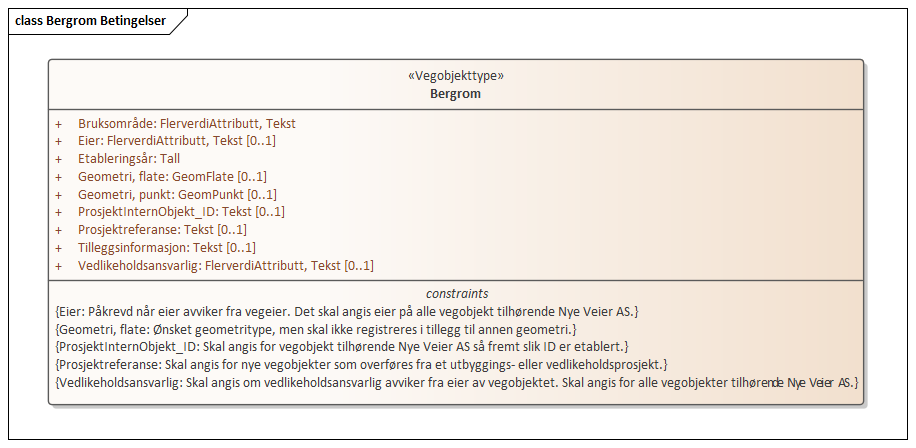 class Bergrom Betingelser
«Vegobjekttype»
Bergrom
+ Bruksområde: FlerverdiAttributt, Tekst
+ Eier: FlerverdiAttributt, Tekst [0..1]
+ Etableringsår: Tall
+ Geometri, flate: GeomFlate [0..1]
+ Geometri, punkt: GeomPunkt [0..1]
+ ProsjektInternObjekt_ID: Tekst [0..1]
+ Prosjektreferanse: Tekst [0..1]
+ Tilleggsinformasjon: Tekst [0..1]
+ Vedlikeholdsansvarlig: FlerverdiAttributt, Tekst [0..1]
constraints
{Eier: Påkrevd når eier avviker fra vegeier. Det skal angis eier på alle vegobjekt tilhørende Nye Veier AS.}
{Geometri, flate: Ønsket geometritype, men skal ikke registreres i tillegg til annen geometri.}
{ProsjektInternObjekt_ID: Skal angis for vegobjekt tilhørende Nye Veier AS så fremt slik ID er etablert.}
{Prosjektreferanse: Skal angis for nye vegobjekter som overføres fra et utbyggings- eller vedlikeholdsprosjekt.}
{Vedlikeholdsansvarlig: Skal angis om vedlikeholdsansvarlig avviker fra eier av vegobjektet. Skal angis for alle vegobjekter tilhørende Nye Veier AS.}